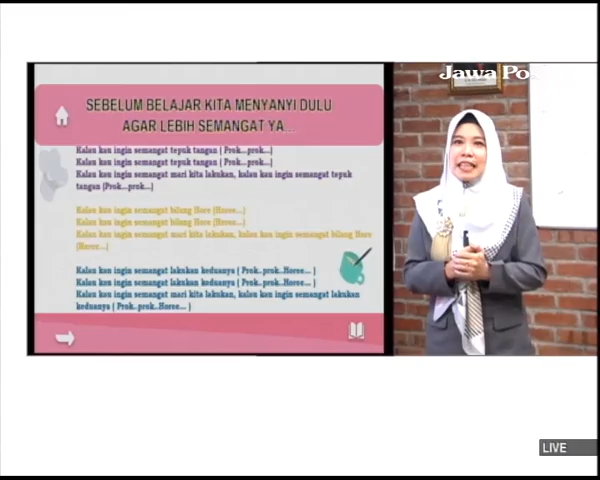 Jawa Po
SEBELUM BELAJAR KITA MENYANYI DULU
AGAR LEBIH SEMANGAT YA...
Kalau kau ingin semangat tepuk tangan ( Prok...prok...)
Kalau kau ingin semangat tepuk tangan ( Prok...prok...)
Kalau kau ingin semangat mari kita lakukan, kalau kau ingin semangat tepuk
tangan (Prok...prok...)
Kalau kau ingin semangat bilang Hore (Horee...)
Kalau kau ingin semangat bilang Hore (Horee...)
Kalau kau ingin semangat mari kita lakukan, kalau kau ingin semangat bilang Hore
(Horee...)
Kalau kau ingin semangat lakukan keduanya ( Prok..prok..Horee... )
Kalau kau ingin semangat lakukan keduanya ( Prok..prok..Horee... )
Kalau kau ingin semangat mari kita lakukan, kalau kau ingin semangat lakukan
keduanya ( Prok..prok..Horee... )
LIVE